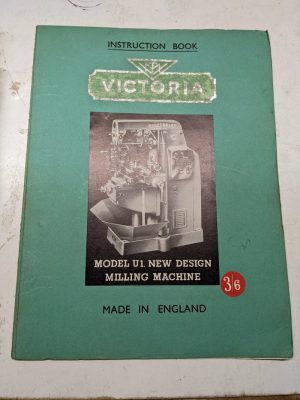 INSTRUCTION BOOK
VICTORIA
MODEL U1. NEW DESIGN
MILLING MACHINE
3/6
MADE IN ENGLAND